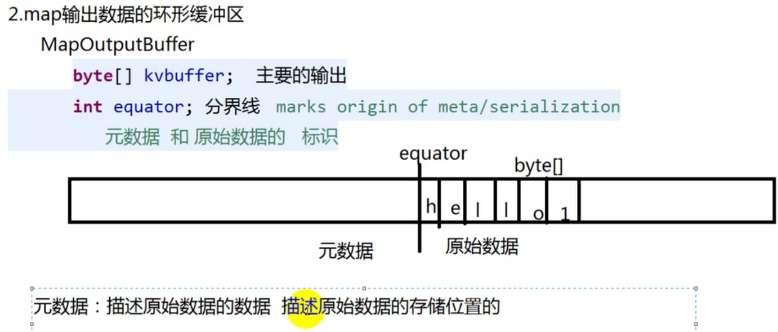 2.map输出数据的环形缓冲区
MapOutputBuffer
byte[] kvbuffer; 主要的输出
int equator; 分界线 marks origin of meta/serialization
元数据 和 原始数据的 标识
equator
byte[]
h e l l o 1
元数据 原始数据
元数据：描述原始数据的数据 描述原始数据的存储位置的